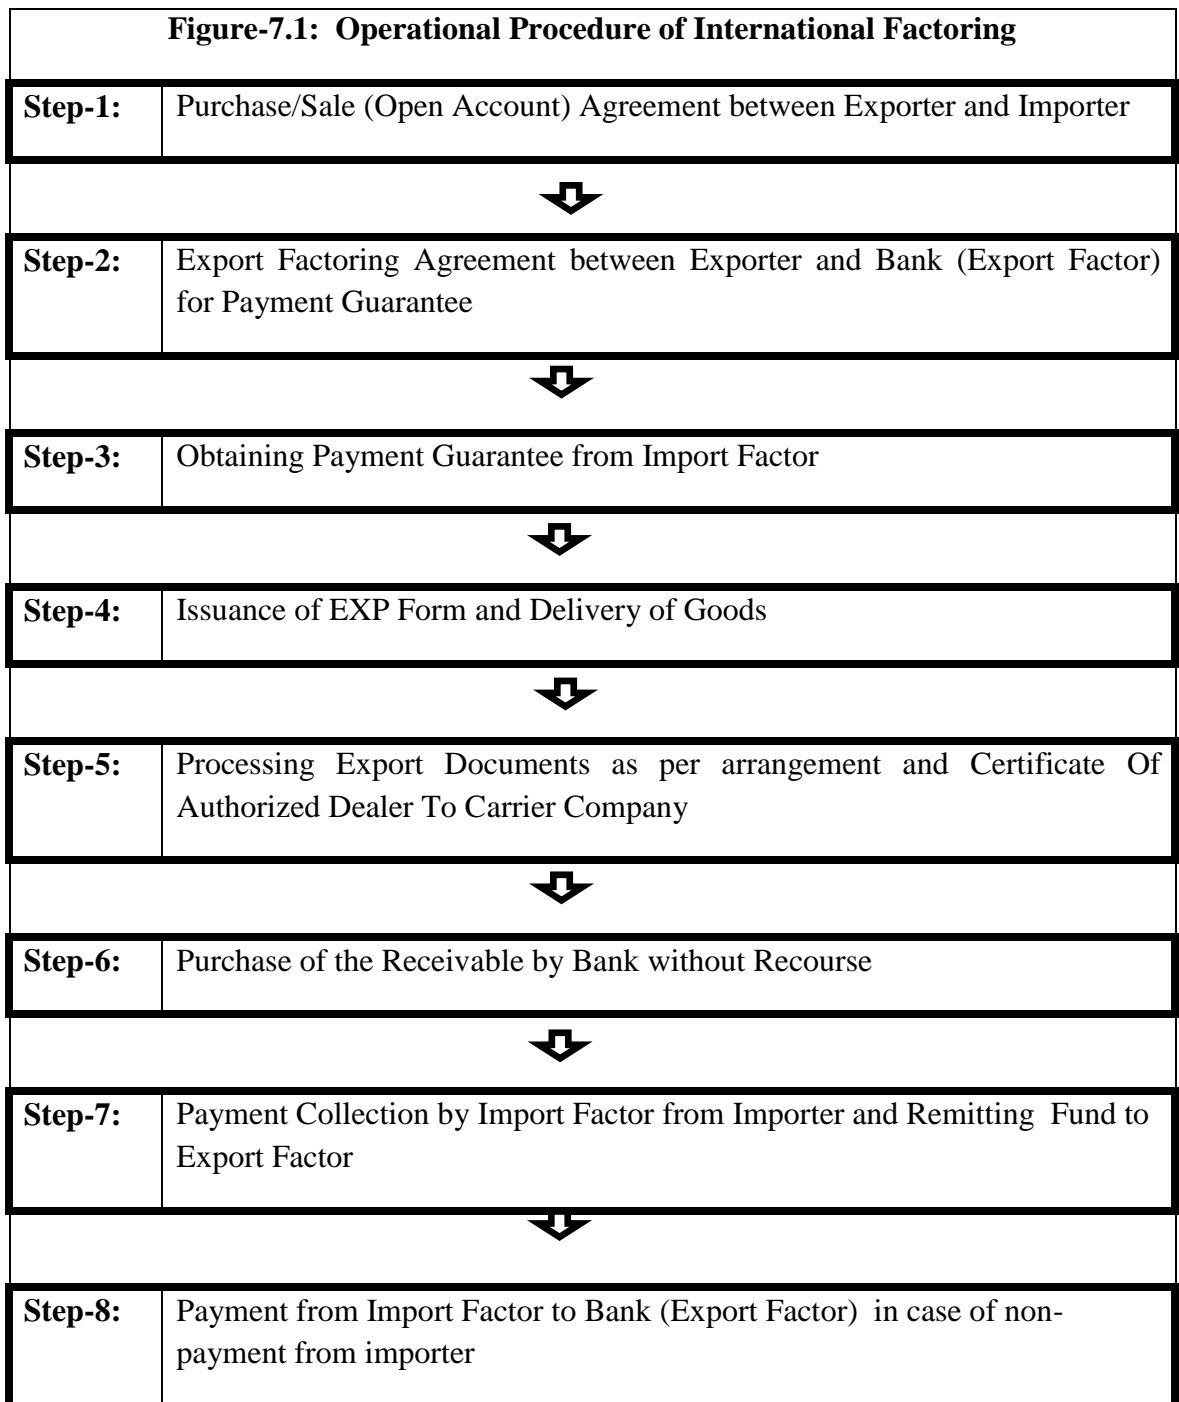 Figure-7.1: Operational Procedure of International Factoring
Step-1: Purchase/Sale (Open Account) Agreement between Exporter and Importer
Step-2: Export Factoring Agreement between Exporter and Bank (Export Factor)
for Payment Guarantee
Step-3: Obtaining Payment Guarantee from Import Factor
Step-4: Issuance of EXP Form and Delivery of Goods
Step-5: Processing Export Documents as per arrangement and Certificate Of
Authorized Dealer To Carrier Company
Step-6: Purchase of the Receivable by Bank without Recourse
Step-7: Payment Collection by Import Factor from Importer and Remitting Fund to
Export Factor
Step-8: Payment from Import Factor to Bank (Export Factor) in case of non-
payment from importer